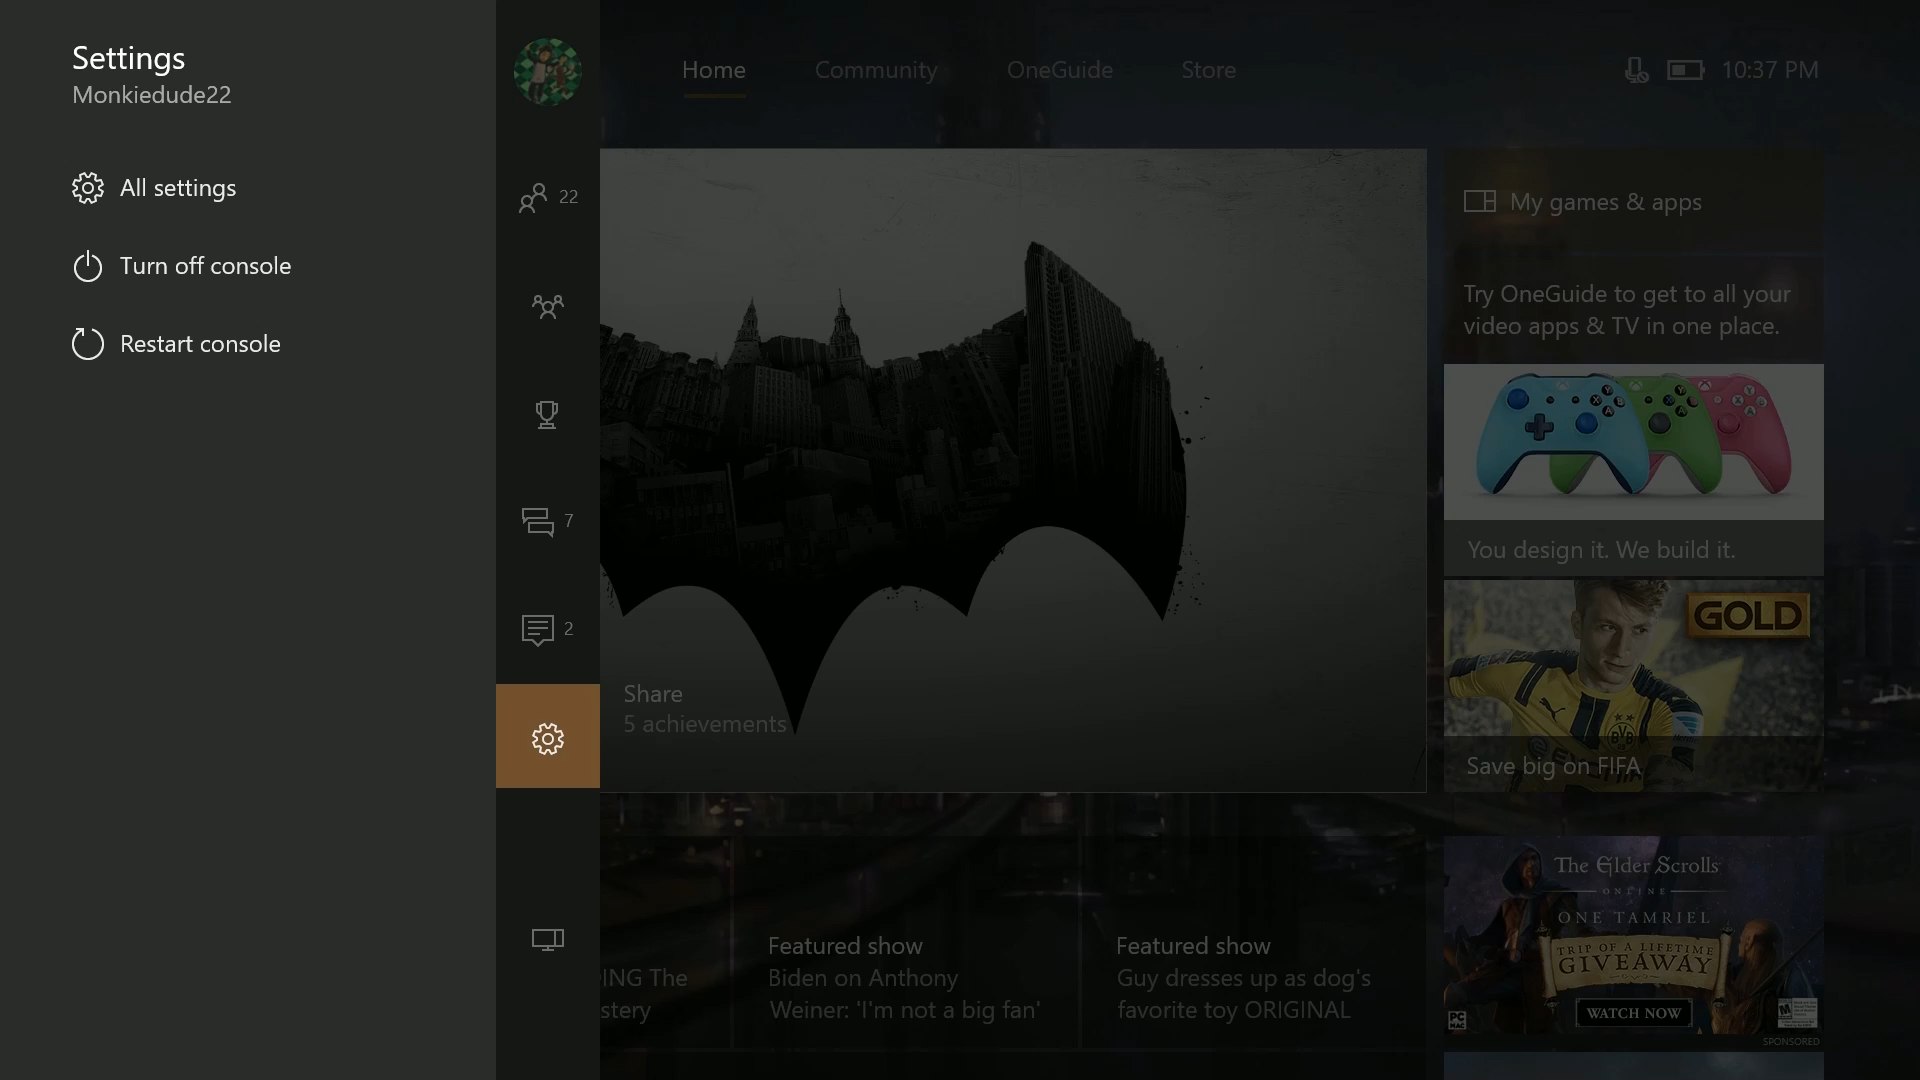 Settings
Monkiedude22
All settings
Turn off console
Restart console
22
7
2
Home
Community
OneGuide
Store
10:37 PM
Share
5 achievements
My games & apps
Try OneGuide to get to all your
video apps & TV in one place.
You design it. We build it.
GOLD
BVB
Save big on FIFA
ING The
stery
Featured show
Biden on Anthony
Weiner: 'I'm not a big fan'
Featured show
Guy dresses up as dog's
favorite toy ORIGINAL
The Elder Scrolls
ONLINE
ONE TAMRIEL
TRIP OF A LIFETIME
GIVEAWAY
WATCH NOW
PC
MAC
SPONSORED